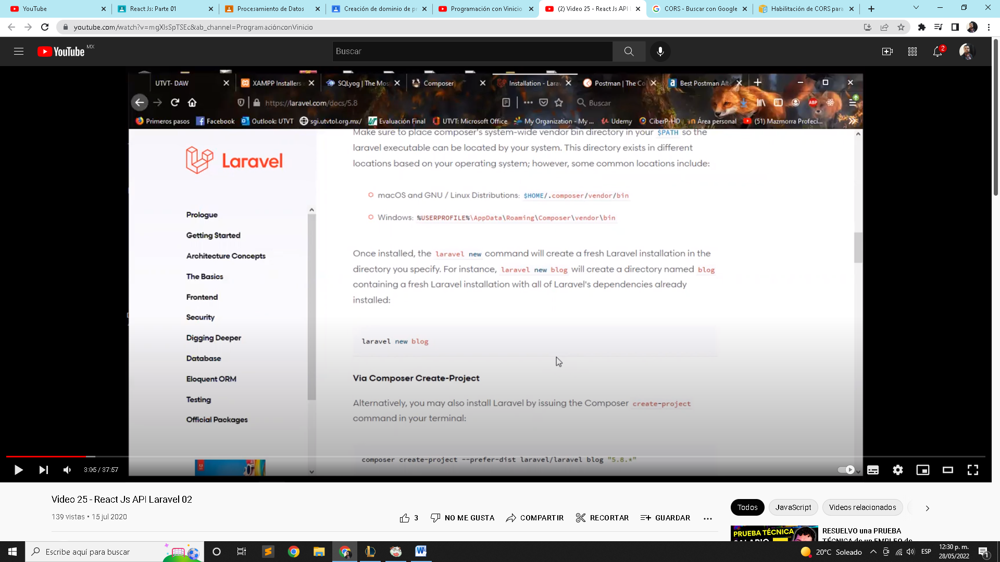 YouTube
React Js: Parte 01
Procesamiento de Datos
Creación de dominio de pr
Programación con Vinicio
(2) Video 25 - React Js API
CORS - Buscar con Google
Habilitación de CORS para
youtube.com/watch?v=mgXlsSpTSEc&ab_channel=ProgramaciónconVinicio
YouTube MX
Buscar
2
UTVT- DAW
XAMPP Installers
SQLyog | The Mos
Composer
Installation - Larav
Postman | The Co
Best Postman Alte
https://laravel.com/docs/5.8
Buscar
ABP
Primeros pasos
Facebook
Outlook: UTVT
sgi.utvtol.org.mx/
Evaluación Final
UTVT: Microsoft Office
My Organization - My ...
Udemy
CiberP-HD
Área personal
(51) Mazmorra Profeci...
Make sure to place composer's system-wide vendor bin directory in your $PATH so the
laravel executable can be located by your system. This directory exists in different
locations based on your operating system; however, some common locations include:
Laravel
macOS and GNU / Linux Distributions: $HOME/.composer/vendor/bin
Windows: %USERPROFILE%\AppData\Roaming\Composer\vendor\bin
Prologue
Getting Started
Architecture Concepts
The Basics
Frontend
Security
Digging Deeper
Database
Eloquent ORM
Testing
Official Packages
Once installed, the laravel new command will create a fresh Laravel installation in the
directory you specify. For instance, laravel new blog will create a directory named blog
containing a fresh Laravel installation with all of Laravel's dependencies already
installed:
laravel new blog
Via Composer Create-Project
Alternatively, you may also install Laravel by issuing the Composer create-project
command in your terminal:
composer create-project --prefer-dist laravel/laravel blog "5.8.*"
3:05 / 37:57
Video 25 - React Js API Laravel 02
139 vistas • 15 jul 2020
3
NO ME GUSTA
COMPARTIR
RECORTAR
GUARDAR
Todos
JavaScript
Videos relacionados
PRUEBA TÉCNICA
RESUELVO una PRUEBA
TÉCNICA de un EMPLEO de
Escribe aquí para buscar
20°C Soleado
ESP
12:30 p. m.
28/05/2022
1